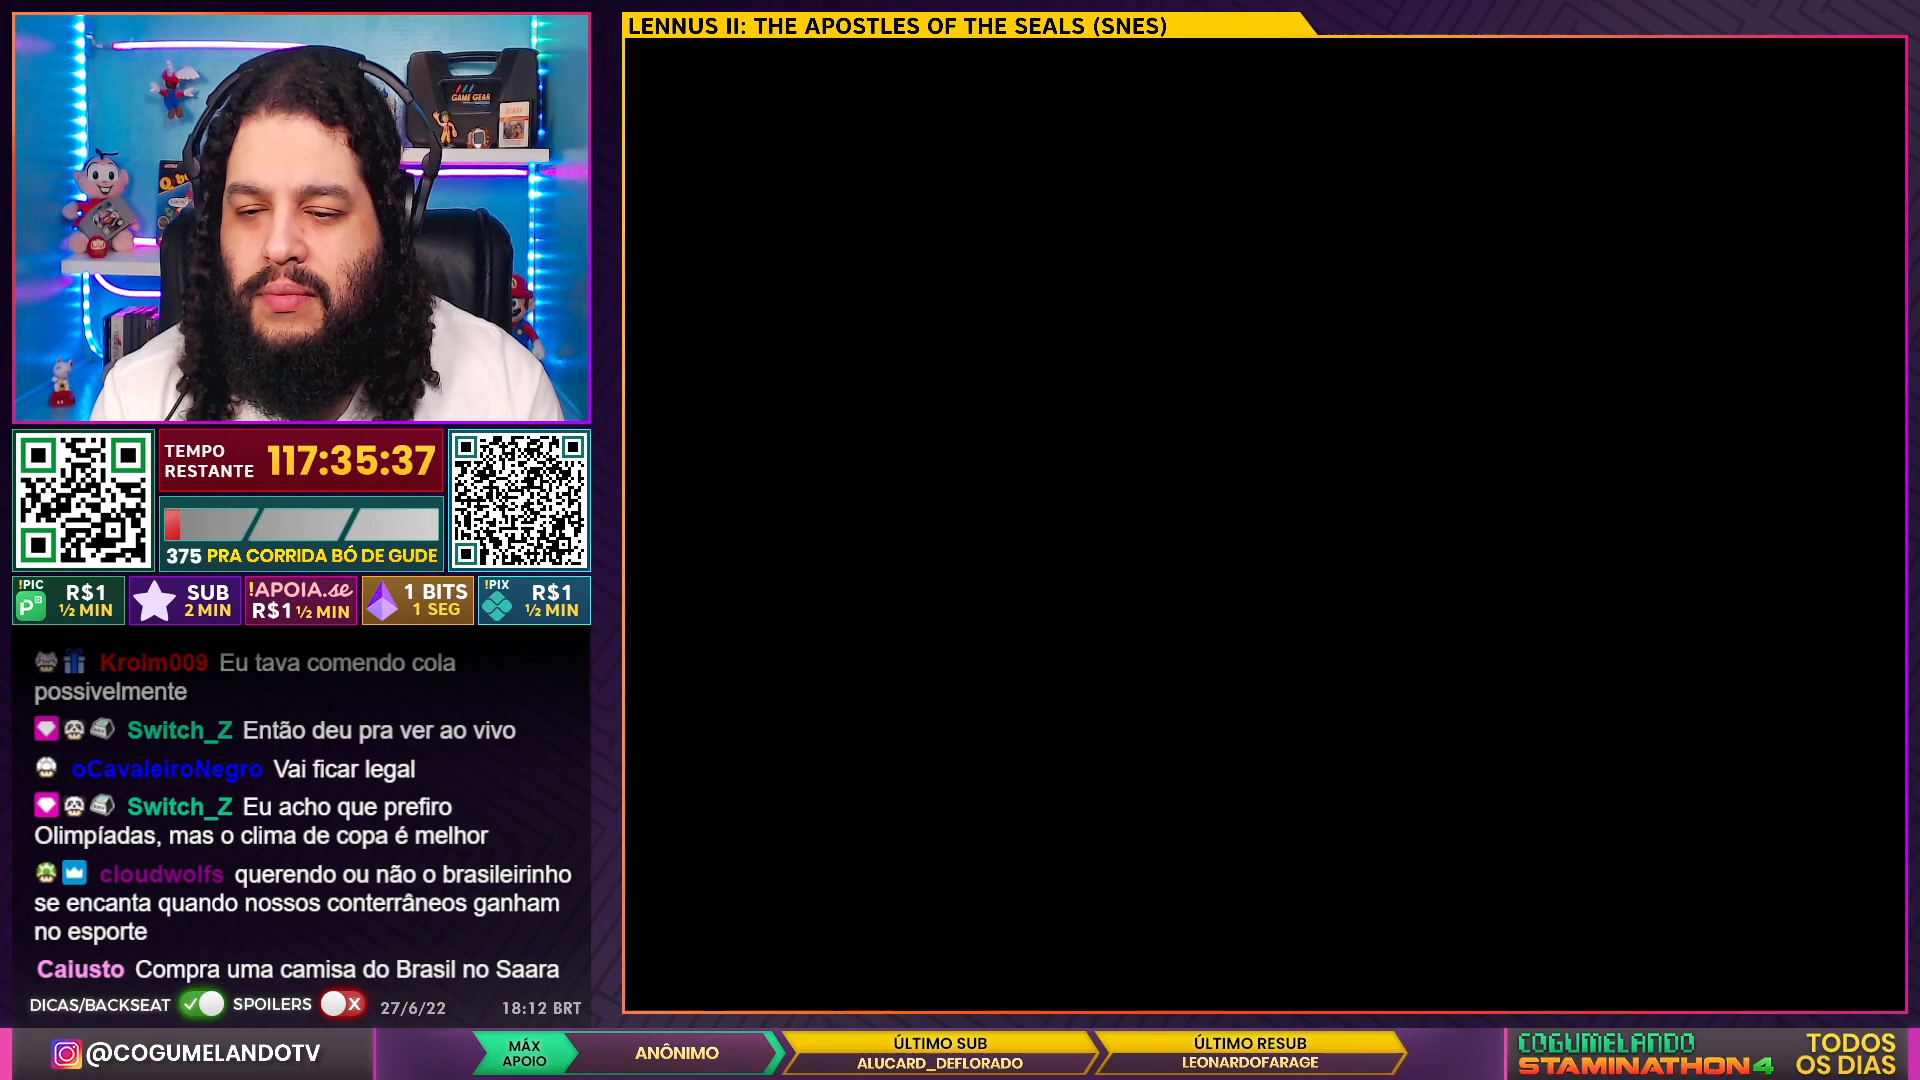 LENNUS II: THE APOSTLES OF THE SEALS (SNES)
GAME GEAR
TEMPO
RESTANTE
117:35:37
375 PRA CORRIDA BÓ DE GUDE
!PIC
R$1
½ MIN
SUB
2 MIN
!APOIA.se
R$1 ½ MIN
1 BITS
1 SEG
!PIX
R$1
½ MIN
Krolm009 Eu tava comendo cola
possivelmente
Switch_Z Então deu pra ver ao vivo
oCavaleiroNegro Vai ficar legal
Switch_Z Eu acho que prefiro
Olimpíadas, mas o clima de copa é melhor
cloudwolfs querendo ou não o brasileirinho
se encanta quando nossos conterrâneos ganham
no esporte
Caiusto Compra uma camisa do Brasil no Saara
DICAS/BACKSEAT
SPOILERS
X
27/6/22
18:12 BRT
@COGUMELANDOTV
MÁX
APOIO
ANÔNIMO
ÚLTIMO SUB
ALUCARD_DEFLORADO
ÚLTIMO RESUB
LEONARDOFARAGE
COGUMELANDO
STAMINATHON 4
TODOS
OS DIAS